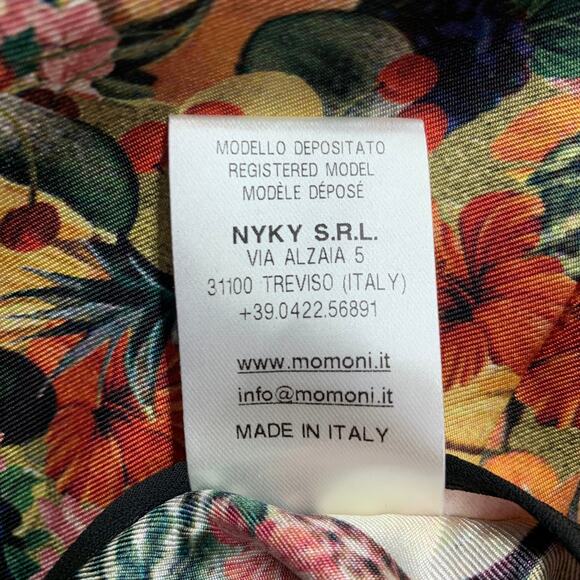 MODELLO DEPOSITATO
REGISTERED MODEL
MODÈLE DÉPOSÉ
NYKY S.R.L.
VIA ALZAIA 5
31100 TREVISO (ITALY)
+39.0422.56891
www.momoni.it
info@momoni.it
MADE IN ITALY